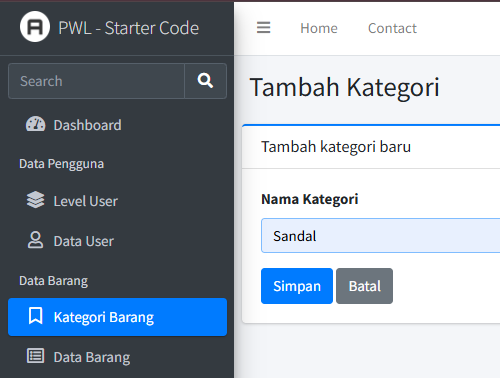 PWL - Starter Code
Home
Contact
Search
Dashboard
Data Pengguna
Level User
Data User
Data Barang
Kategori Barang
Data Barang
Tambah Kategori
Tambah kategori baru
Nama Kategori
Sandal
Simpan
Batal